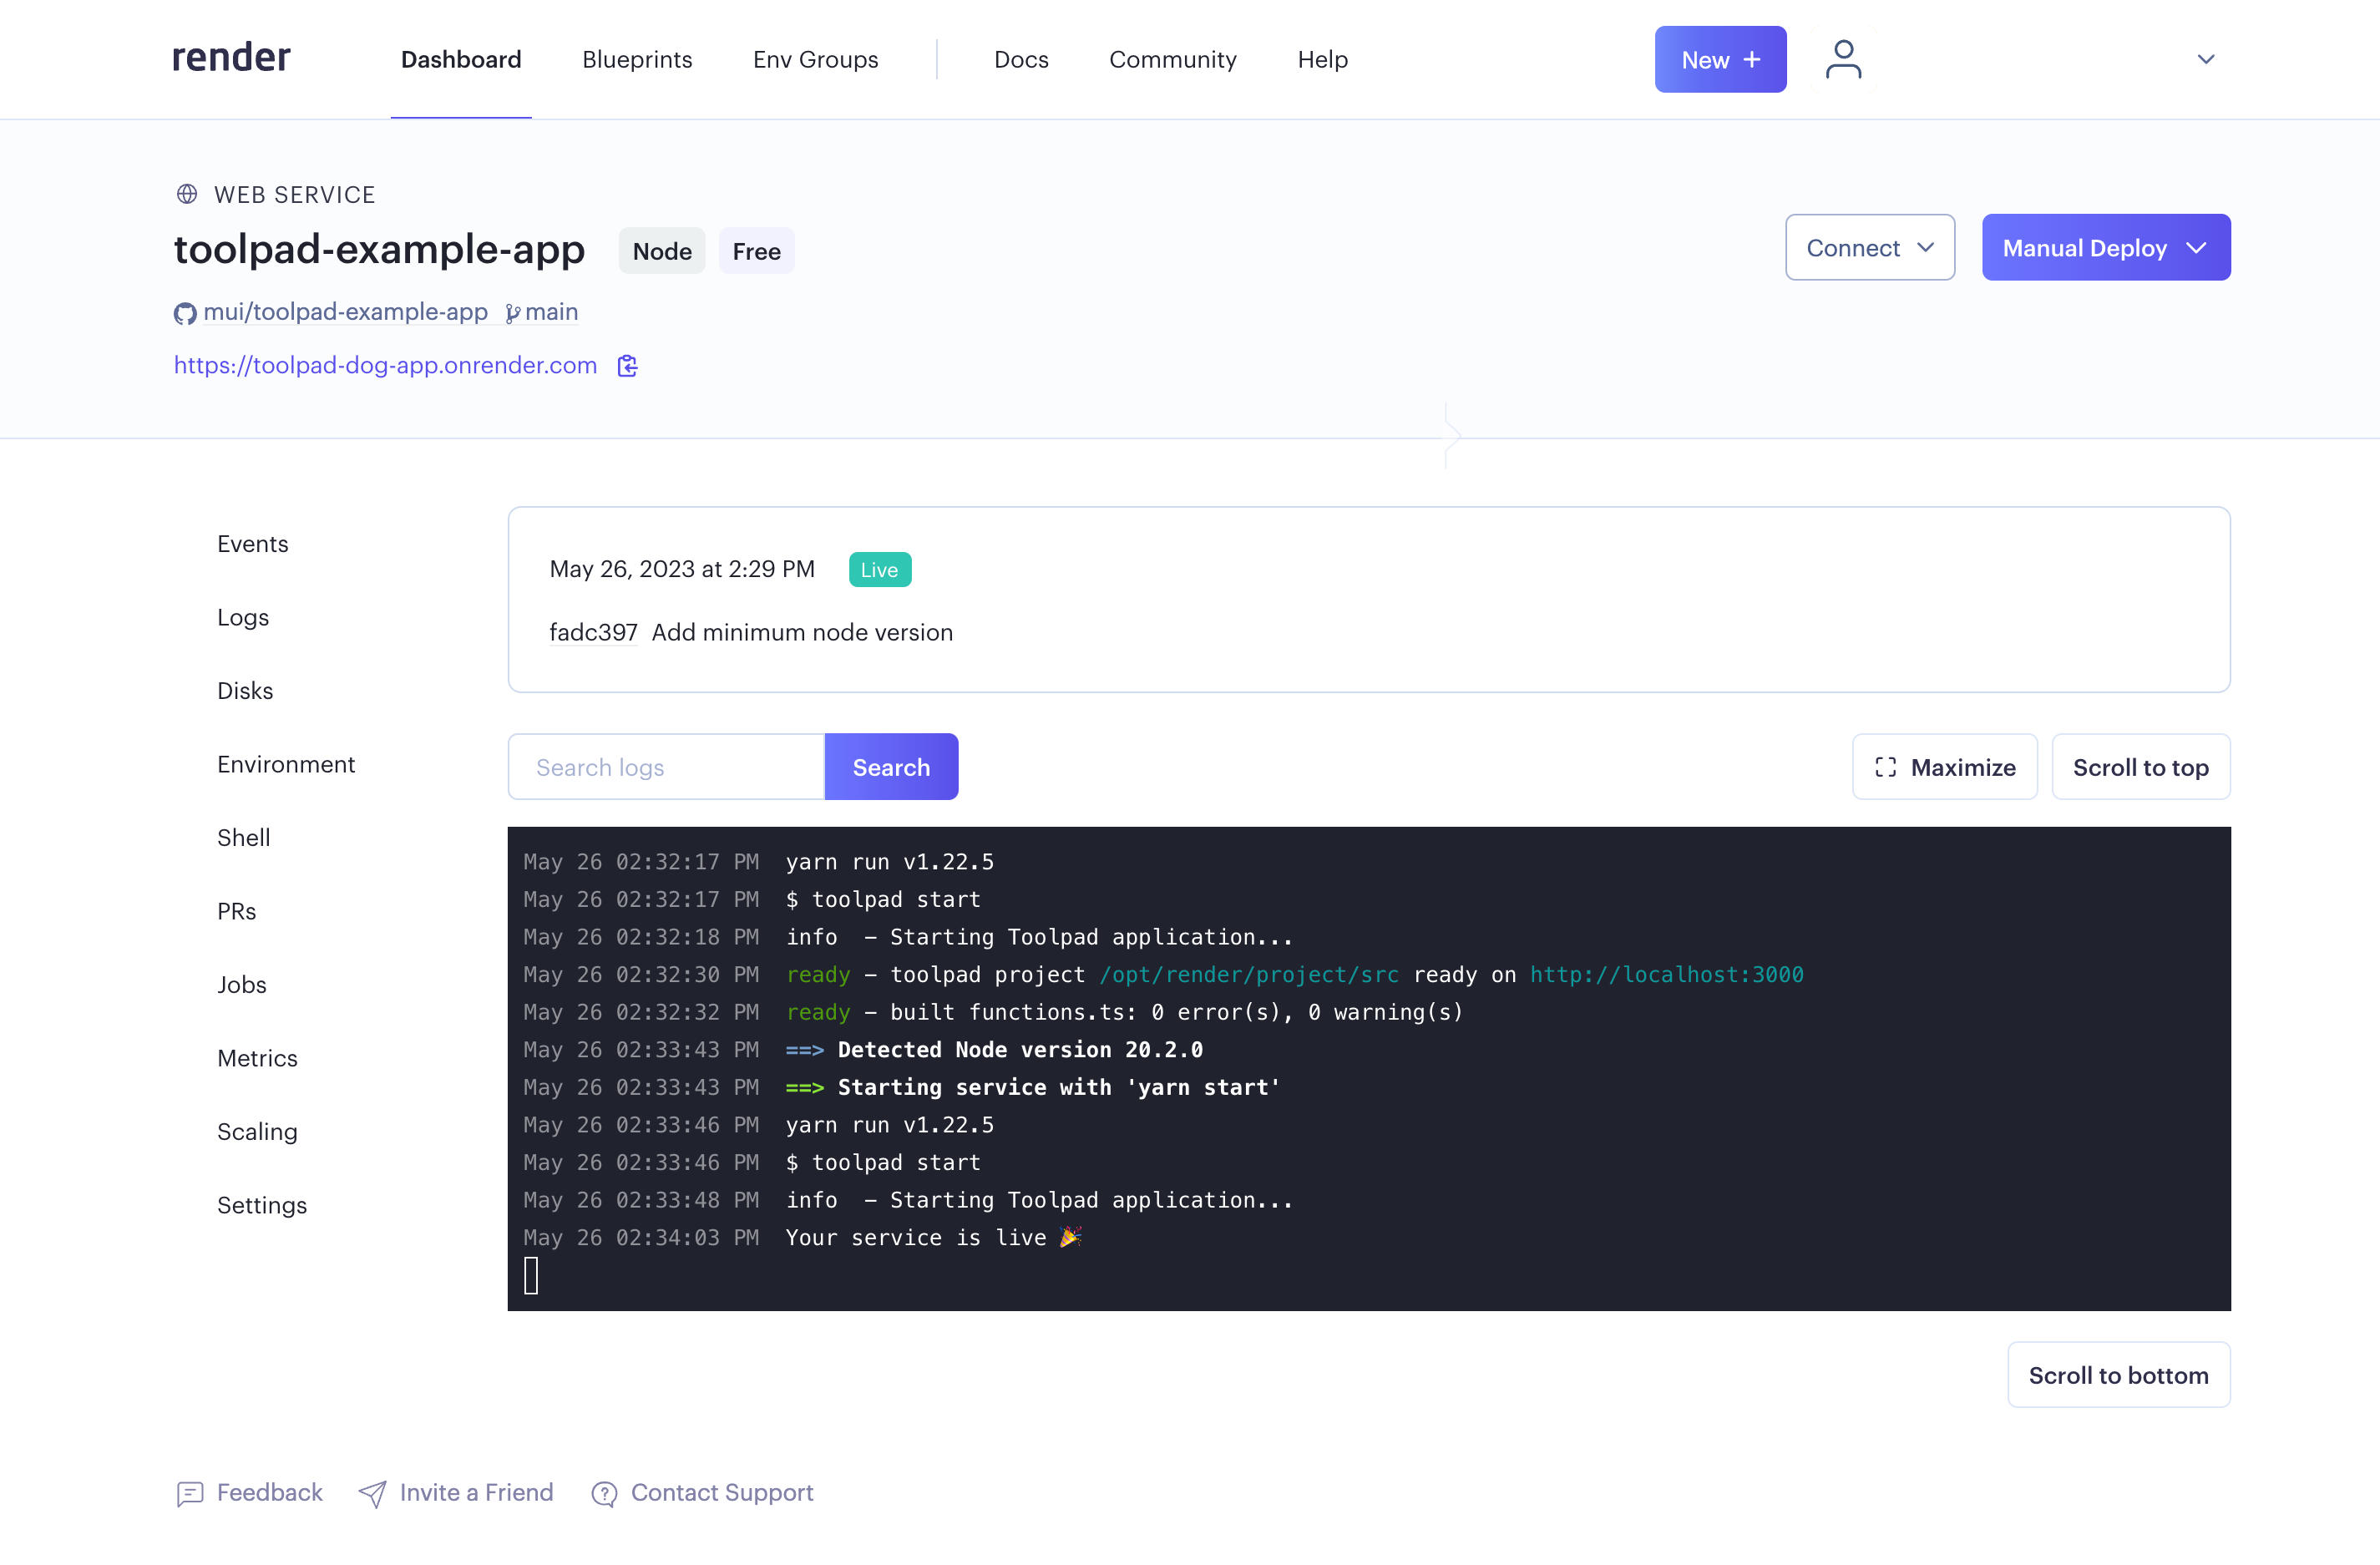 render Dashboard Blueprints Env Groups Docs Community Help New +
WEB SERVICE
toolpad-example-app Node Free
Connect Manual Deploy
mui/toolpad-example-app main
https://toolpad-dog-app.onrender.com
Events
Logs
Disks
Environment
Shell
PRs
Jobs
Metrics
Scaling
Settings
May 26, 2023 at 2:29 PM Live
fadc397 Add minimum node version
Search logs Search Maximize Scroll to top
May 26 02:32:17 PM yarn run v1.22.5
May 26 02:32:17 PM $ toolpad start
May 26 02:32:18 PM info  – Starting Toolpad application...
May 26 02:32:30 PM ready – toolpad project /opt/render/project/src ready on http://localhost:3000
May 26 02:32:32 PM ready – built functions.ts: 0 error(s), 0 warning(s)
May 26 02:33:43 PM ==> Detected Node version 20.2.0
May 26 02:33:43 PM ==> Starting service with 'yarn start'
May 26 02:33:46 PM yarn run v1.22.5
May 26 02:33:46 PM $ toolpad start
May 26 02:33:48 PM info  – Starting Toolpad application...
May 26 02:34:03 PM Your service is live 🎉
Scroll to bottom
Feedback Invite a Friend Contact Support